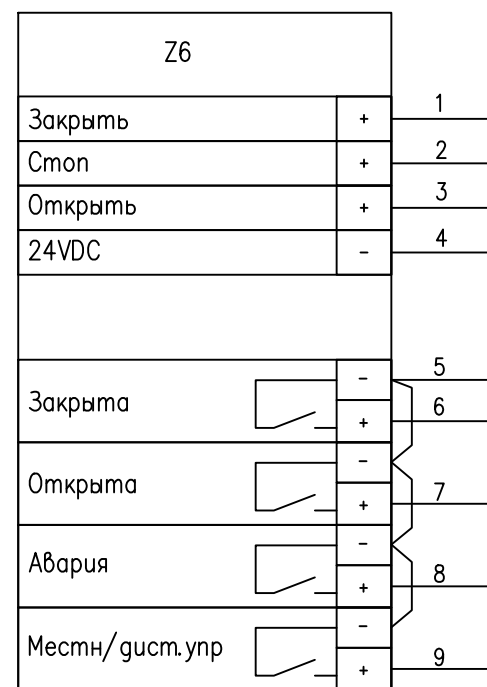 Z6
Закрыть + 1
Стоп + 2
Открыть + 3
24VDC - 4
- 5
Закрыта
+ 6
-
Открыта
+ 7
-
Авария
+ 8
-
Местн/дист.упр
+ 9